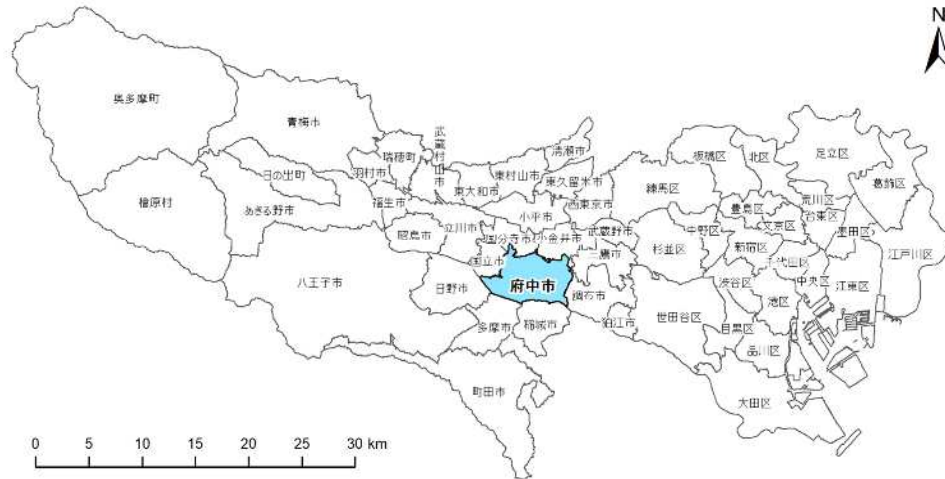 N
奥多摩町
青梅市
武蔵村山市
瑞穂町
羽村市
日の出町
檜原村
あきる野市
福生市
東大和市
東村山市
清瀬市
東久留米市
西東京市
小平市
昭島市
立川市
国分寺市
小金井市
武蔵野市
三鷹市
国立市
八王子市
日野市
府中市
調布市
狛江市
多摩市
稲城市
町田市
板橋区
北区
足立区
葛飾区
練馬区
豊島区
文京区
荒川区
台東区
墨田区
江戸川区
中野区
杉並区
新宿区
千代田区
中央区
江東区
渋谷区
港区
世田谷区
目黒区
品川区
大田区
0 5 10 15 20 25 30 km